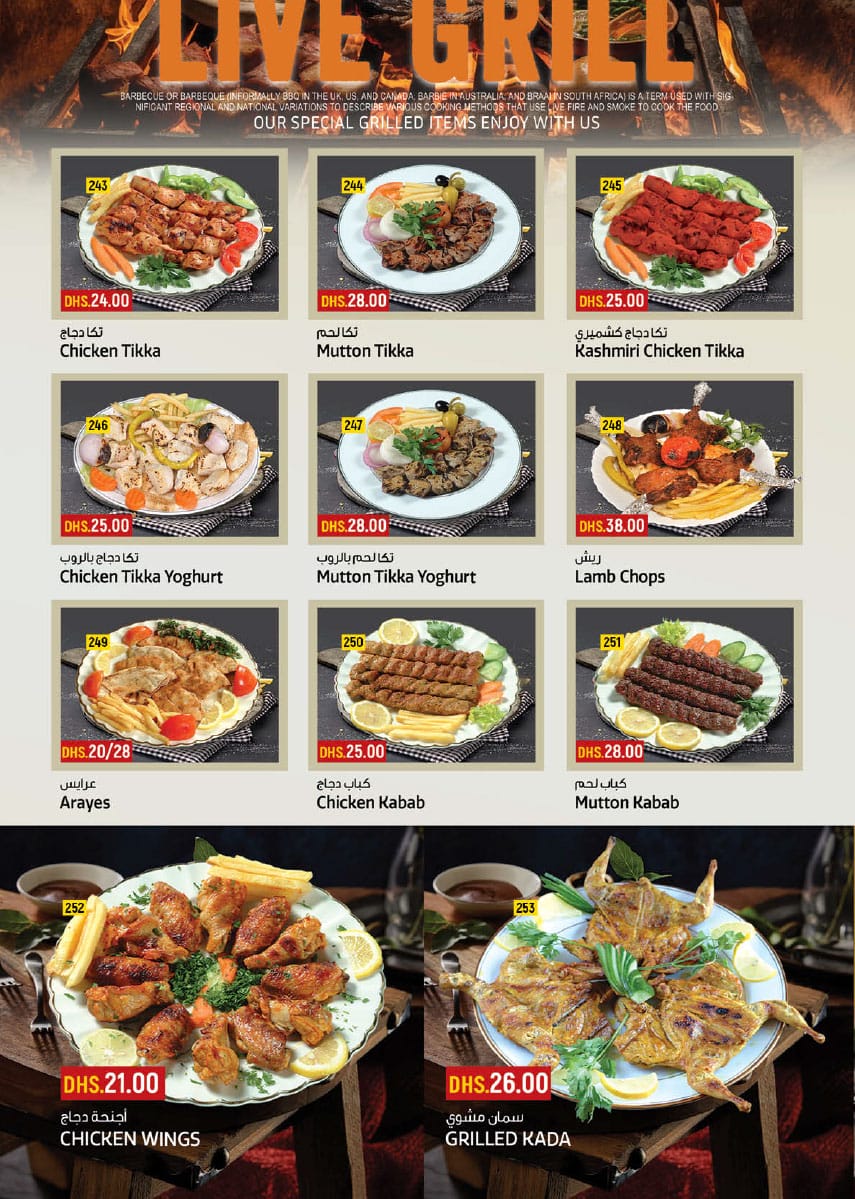 LIVE GRILL
BARBECUE OR BARBEQUE (INFORMALLY BBQ IN THE UK, US, AND CANADA, BARBIE IN AUSTRALIA, AND BRAAI IN SOUTH AFRICA) IS A TERM USED WITH SIG-
NIFICANT REGIONAL AND NATIONAL VARIATIONS TO DESCRIBE VARIOUS COOKING METHODS THAT USE LIVE FIRE AND SMOKE TO COOK THE FOOD
OUR SPECIAL GRILLED ITEMS ENJOY WITH US
243
DHS.24.00
تكا دجاج
Chicken Tikka
244
DHS.28.00
تكا لحم
Mutton Tikka
245
DHS.25.00
تكا دجاج كشميري
Kashmiri Chicken Tikka
246
DHS.25.00
تكا دجاج بالروب
Chicken Tikka Yoghurt
247
DHS.28.00
تكا لحم بالروب
Mutton Tikka Yoghurt
248
DHS.38.00
ريش
Lamb Chops
249
DHS.20/28
عرايس
Arayes
250
DHS.25.00
كباب دجاج
Chicken Kabab
251
DHS.28.00
كباب لحم
Mutton Kabab
252
DHS.21.00
أجنحة دجاج
CHICKEN WINGS
253
DHS.26.00
سمان مشوي
GRILLED KADA